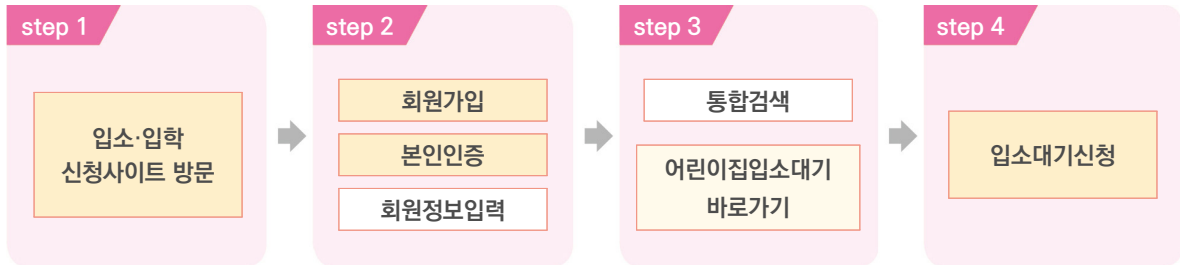 step 1
입소·입학
신청사이트 방문
step 2
회원가입
본인인증
회원정보입력
step 3
통합검색
어린이집입소대기
바로가기
step 4
입소대기신청